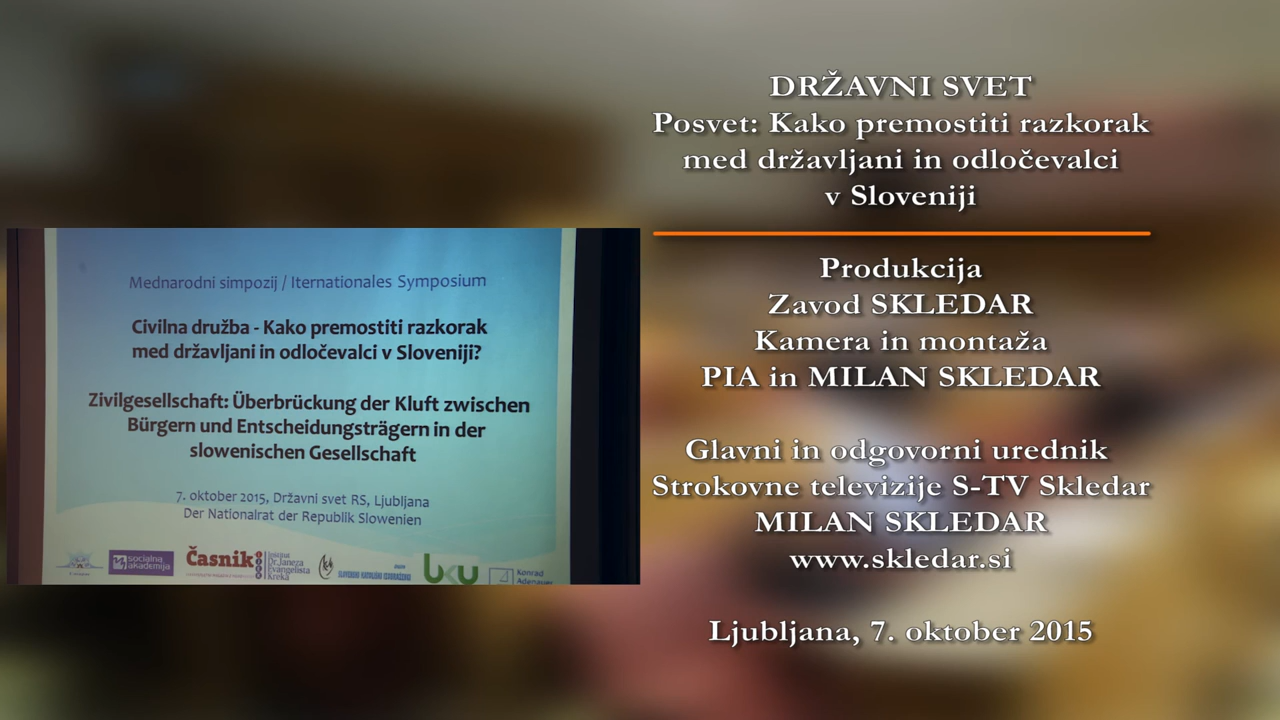 DRŽAVNI SVET
Posvet: Kako premostiti razkorak
med državljani in odločevalci
v Sloveniji
Produkcija
Zavod SKLEDAR
Kamera in montaža
PIA in MILAN SKLEDAR
Glavni in odgovorni urednik
Strokovne televizije S-TV Skledar
MILAN SKLEDAR
www.skledar.si
Ljubljana, 7. oktober 2015
Mednarodni simpozij / Iternationales Symposium
Civilna družba - Kako premostiti razkorak
med državljani in odločevalci v Sloveniji?
Zivilgesellschaft: Überbrückung der Kluft zwischen
Bürgern und Entscheidungsträgern in der
slowenischen Gesellschaft
7. oktober 2015, Državni svet RS, Ljubljana
Der Nationalrat der Republik Slowenien
socialna
akademija
Časnik
Inštitut
Dr. Janeza
Evangelista
Kreka
bku
Konrad
Adenauer